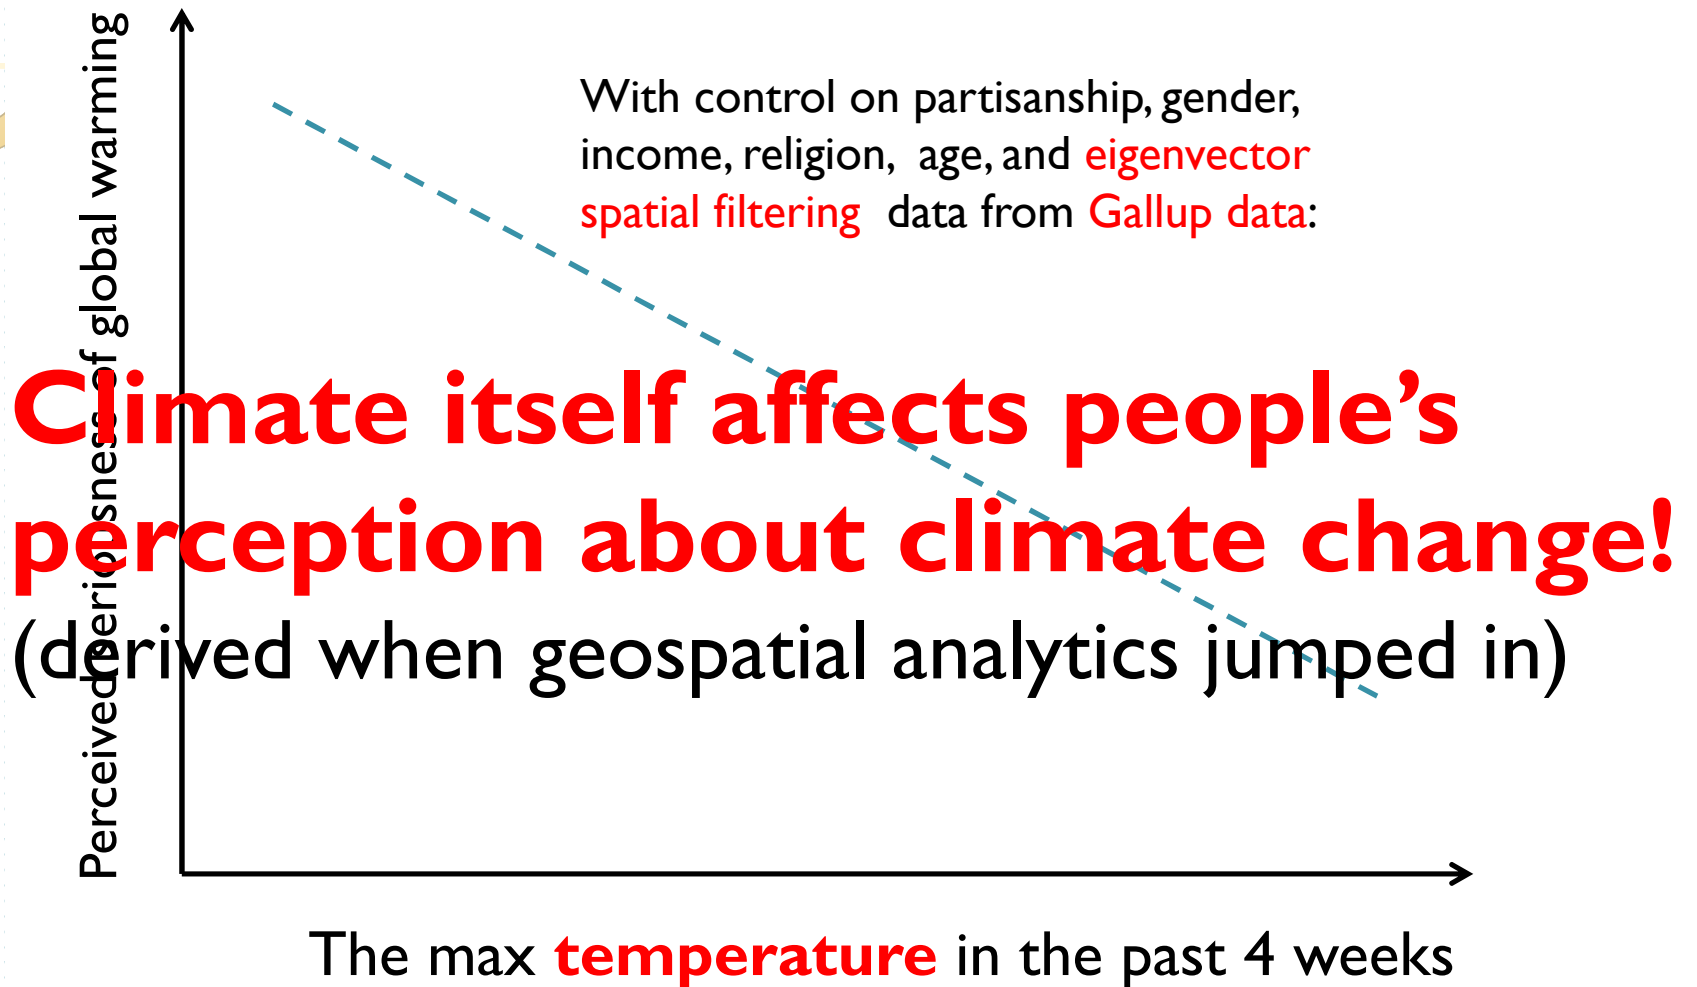 Perceived seriousness of global warming
With control on partisanship, gender,
income, religion, age, and eigenvector
spatial filtering data from Gallup data:
Climate itself affects people’s
perception about climate change!
(derived when geospatial analytics jumped in)
The max temperature in the past 4 weeks